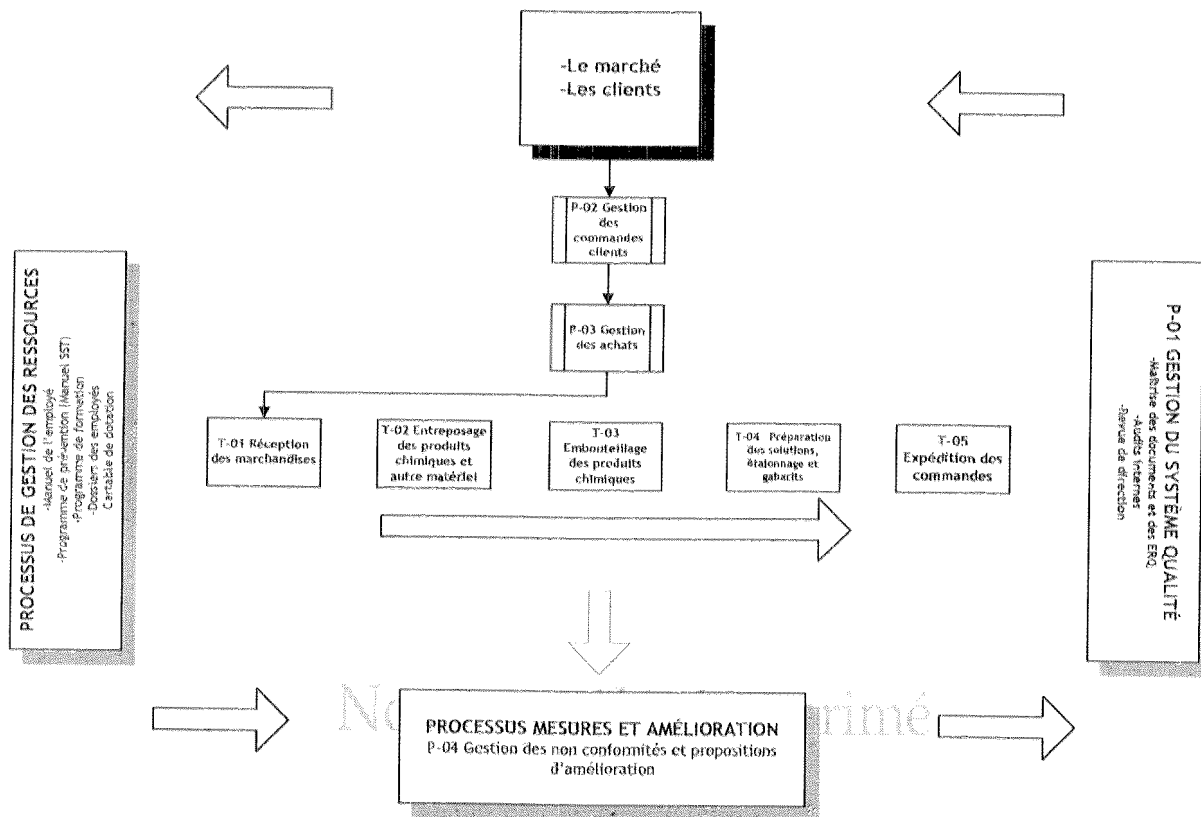 -Le marché
-Les clients
P-02 Gestion
des
commandes
clients
P-03 Gestion
des achats
PROCESSUS DE GESTION DES RESSOURCES
-Manuel de l'employé
-Programme de prévention (Manuel SST)
-Programme de formation
-Dossiers des employés
Cartable de dotation
T-01 Réception
des marchandises
T-02 Entreposage
des produits
chimiques et
autre matériel
T-03
Embouteillage
des produits
chimiques
T-04 Préparation
des solutions,
étalonnage et
gabarits
T-05
Expédition des
commandes
P-01 GESTION DU SYSTÈME QUALITÉ
-Maîtrise des documents et des ERQ
-Audits internes
-Revue de direction
PROCESSUS MESURES ET AMÉLIORATION
P-04 Gestion des non conformités et propositions
d'amélioration